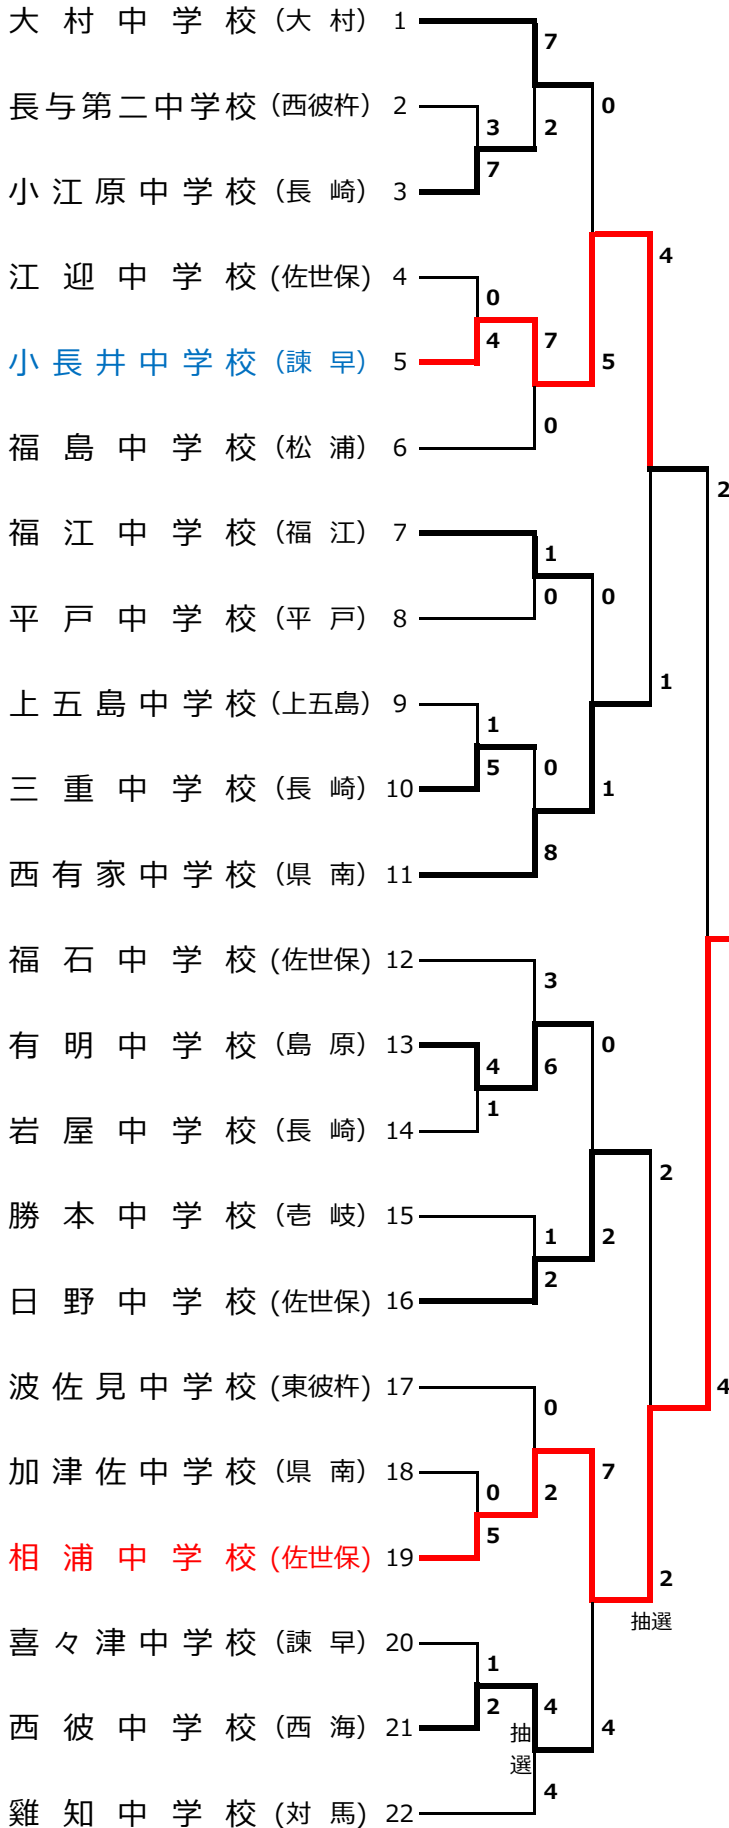 大村中学校 (大 村) 1
7
長与第二中学校 (西彼杵) 2
0
3 2
7
小江原中学校 (長 崎) 3
4
江迎中学校 (佐世保) 4
0
4 7 5
小長井中学校 (諫 早) 5
0
福島中学校 (松 浦) 6
2
福江中学校 (福 江) 7
1
0 0
平戸中学校 (平 戸) 8
1
上五島中学校 (上五島) 9
1
5 0
1
三重中学校 (長 崎) 10
8
西有家中学校 (県 南) 11
福石中学校 (佐世保) 12
3
有明中学校 (島 原) 13
0
4 6
1
岩屋中学校 (長 崎) 14
2
勝本中学校 (壱 岐) 15
1 2
2
日野中学校 (佐世保) 16
波佐見中学校 (東彼杵) 17
4
0
加津佐中学校 (県 南) 18
7
0 2
5
相浦中学校 (佐世保) 19
2
抽選
喜々津中学校 (諫 早) 20
1
2 4
西彼中学校 (西 海) 21
4
抽選
4
雞知中学校 (対 馬) 22